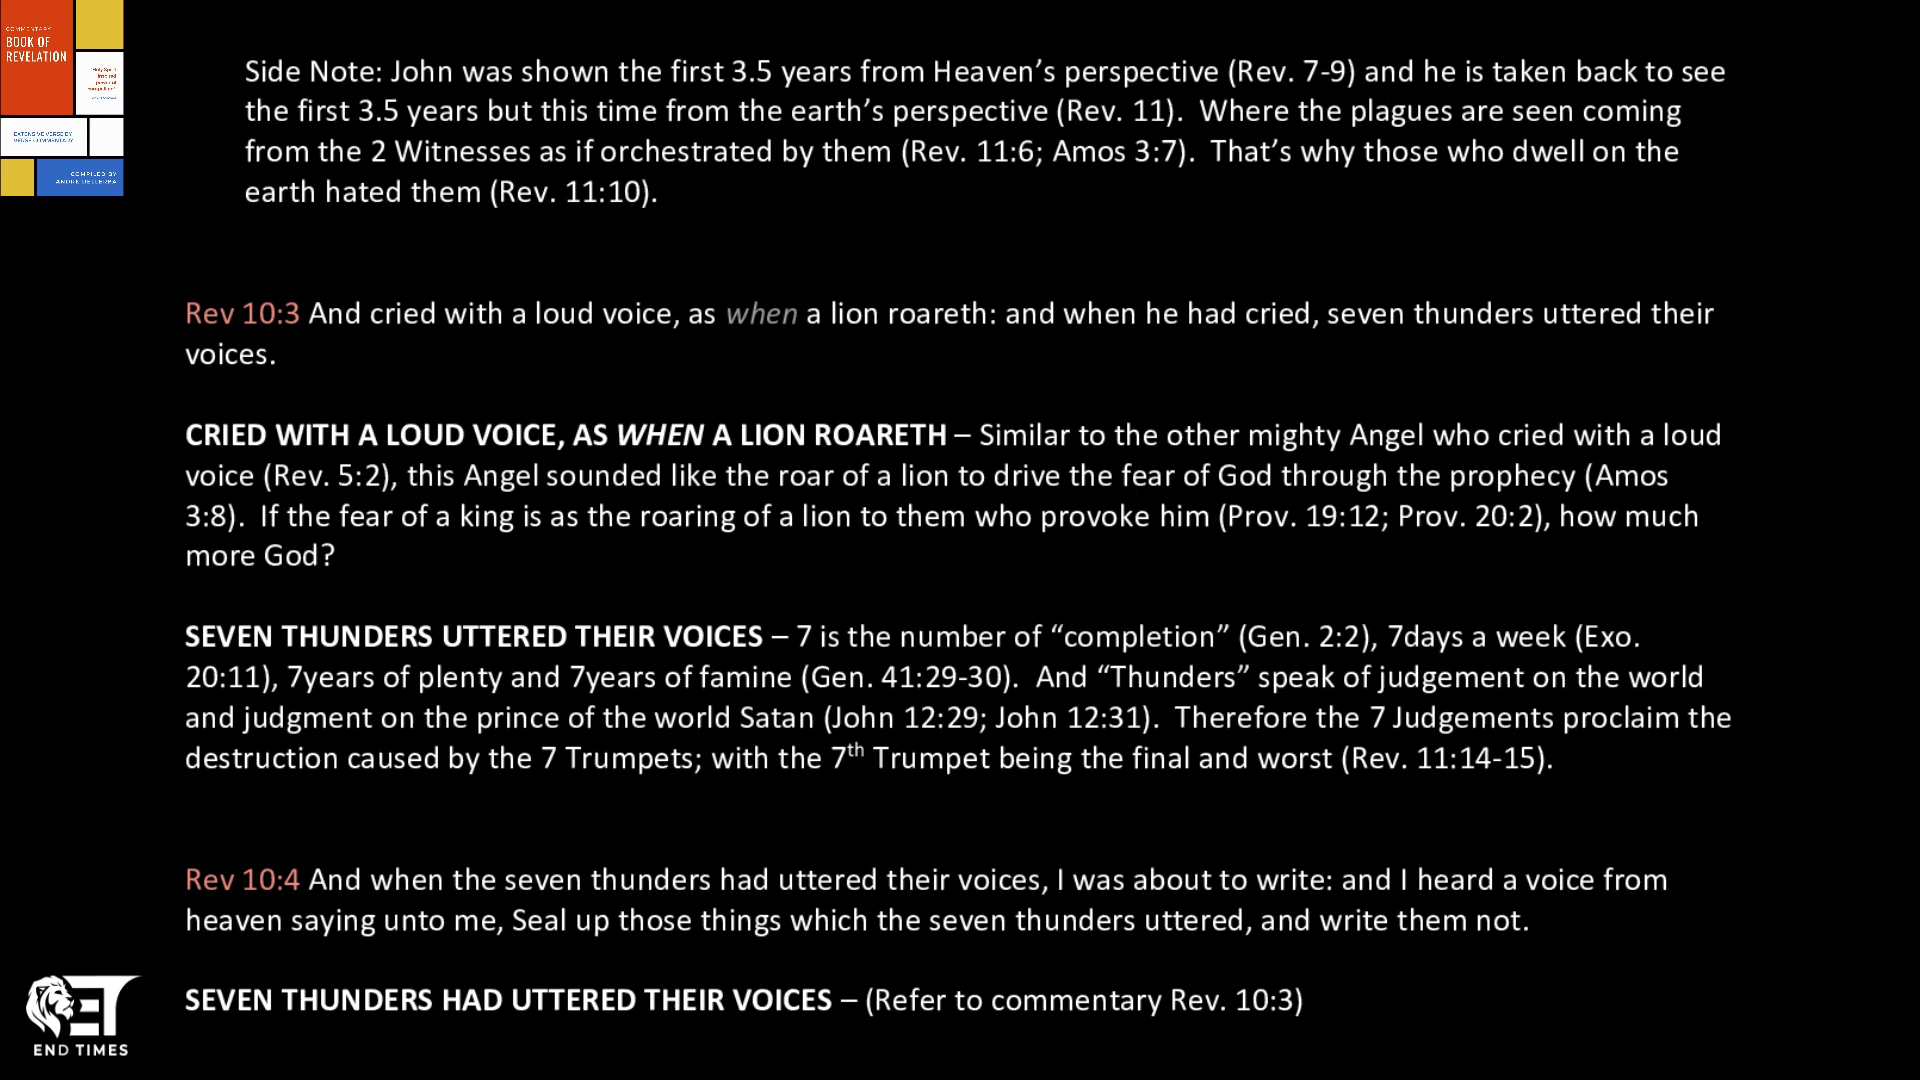 COMMENTARY
BOOK OF
REVELATION
"Holy Spirit
inspired
EXTENSIVE VERSE BY
VERSE COMMENTARY
COMPILED BY
Side Note: John was shown the first 3.5 years from Heaven’s perspective (Rev. 7-9) and he is taken back to see
the first 3.5 years but this time from the earth’s perspective (Rev. 11).  Where the plagues are seen coming
from the 2 Witnesses as if orchestrated by them (Rev. 11:6; Amos 3:7).  That’s why those who dwell on the
earth hated them (Rev. 11:10).
Rev 10:3 And cried with a loud voice, as when a lion roareth: and when he had cried, seven thunders uttered their
voices.
CRIED WITH A LOUD VOICE, AS WHEN A LION ROARETH – Similar to the other mighty Angel who cried with a loud
voice (Rev. 5:2), this Angel sounded like the roar of a lion to drive the fear of God through the prophecy (Amos
3:8).  If the fear of a king is as the roaring of a lion to them who provoke him (Prov. 19:12; Prov. 20:2), how much
more God?
SEVEN THUNDERS UTTERED THEIR VOICES – 7 is the number of “completion” (Gen. 2:2), 7days a week (Exo.
20:11), 7years of plenty and 7years of famine (Gen. 41:29-30).  And “Thunders” speak of judgement on the world
and judgment on the prince of the world Satan (John 12:29; John 12:31).  Therefore the 7 Judgements proclaim the
destruction caused by the 7 Trumpets; with the 7th Trumpet being the final and worst (Rev. 11:14-15).
Rev 10:4 And when the seven thunders had uttered their voices, I was about to write: and I heard a voice from
heaven saying unto me, Seal up those things which the seven thunders uttered, and write them not.
SEVEN THUNDERS HAD UTTERED THEIR VOICES – (Refer to commentary Rev. 10:3)
ET
END TIMES